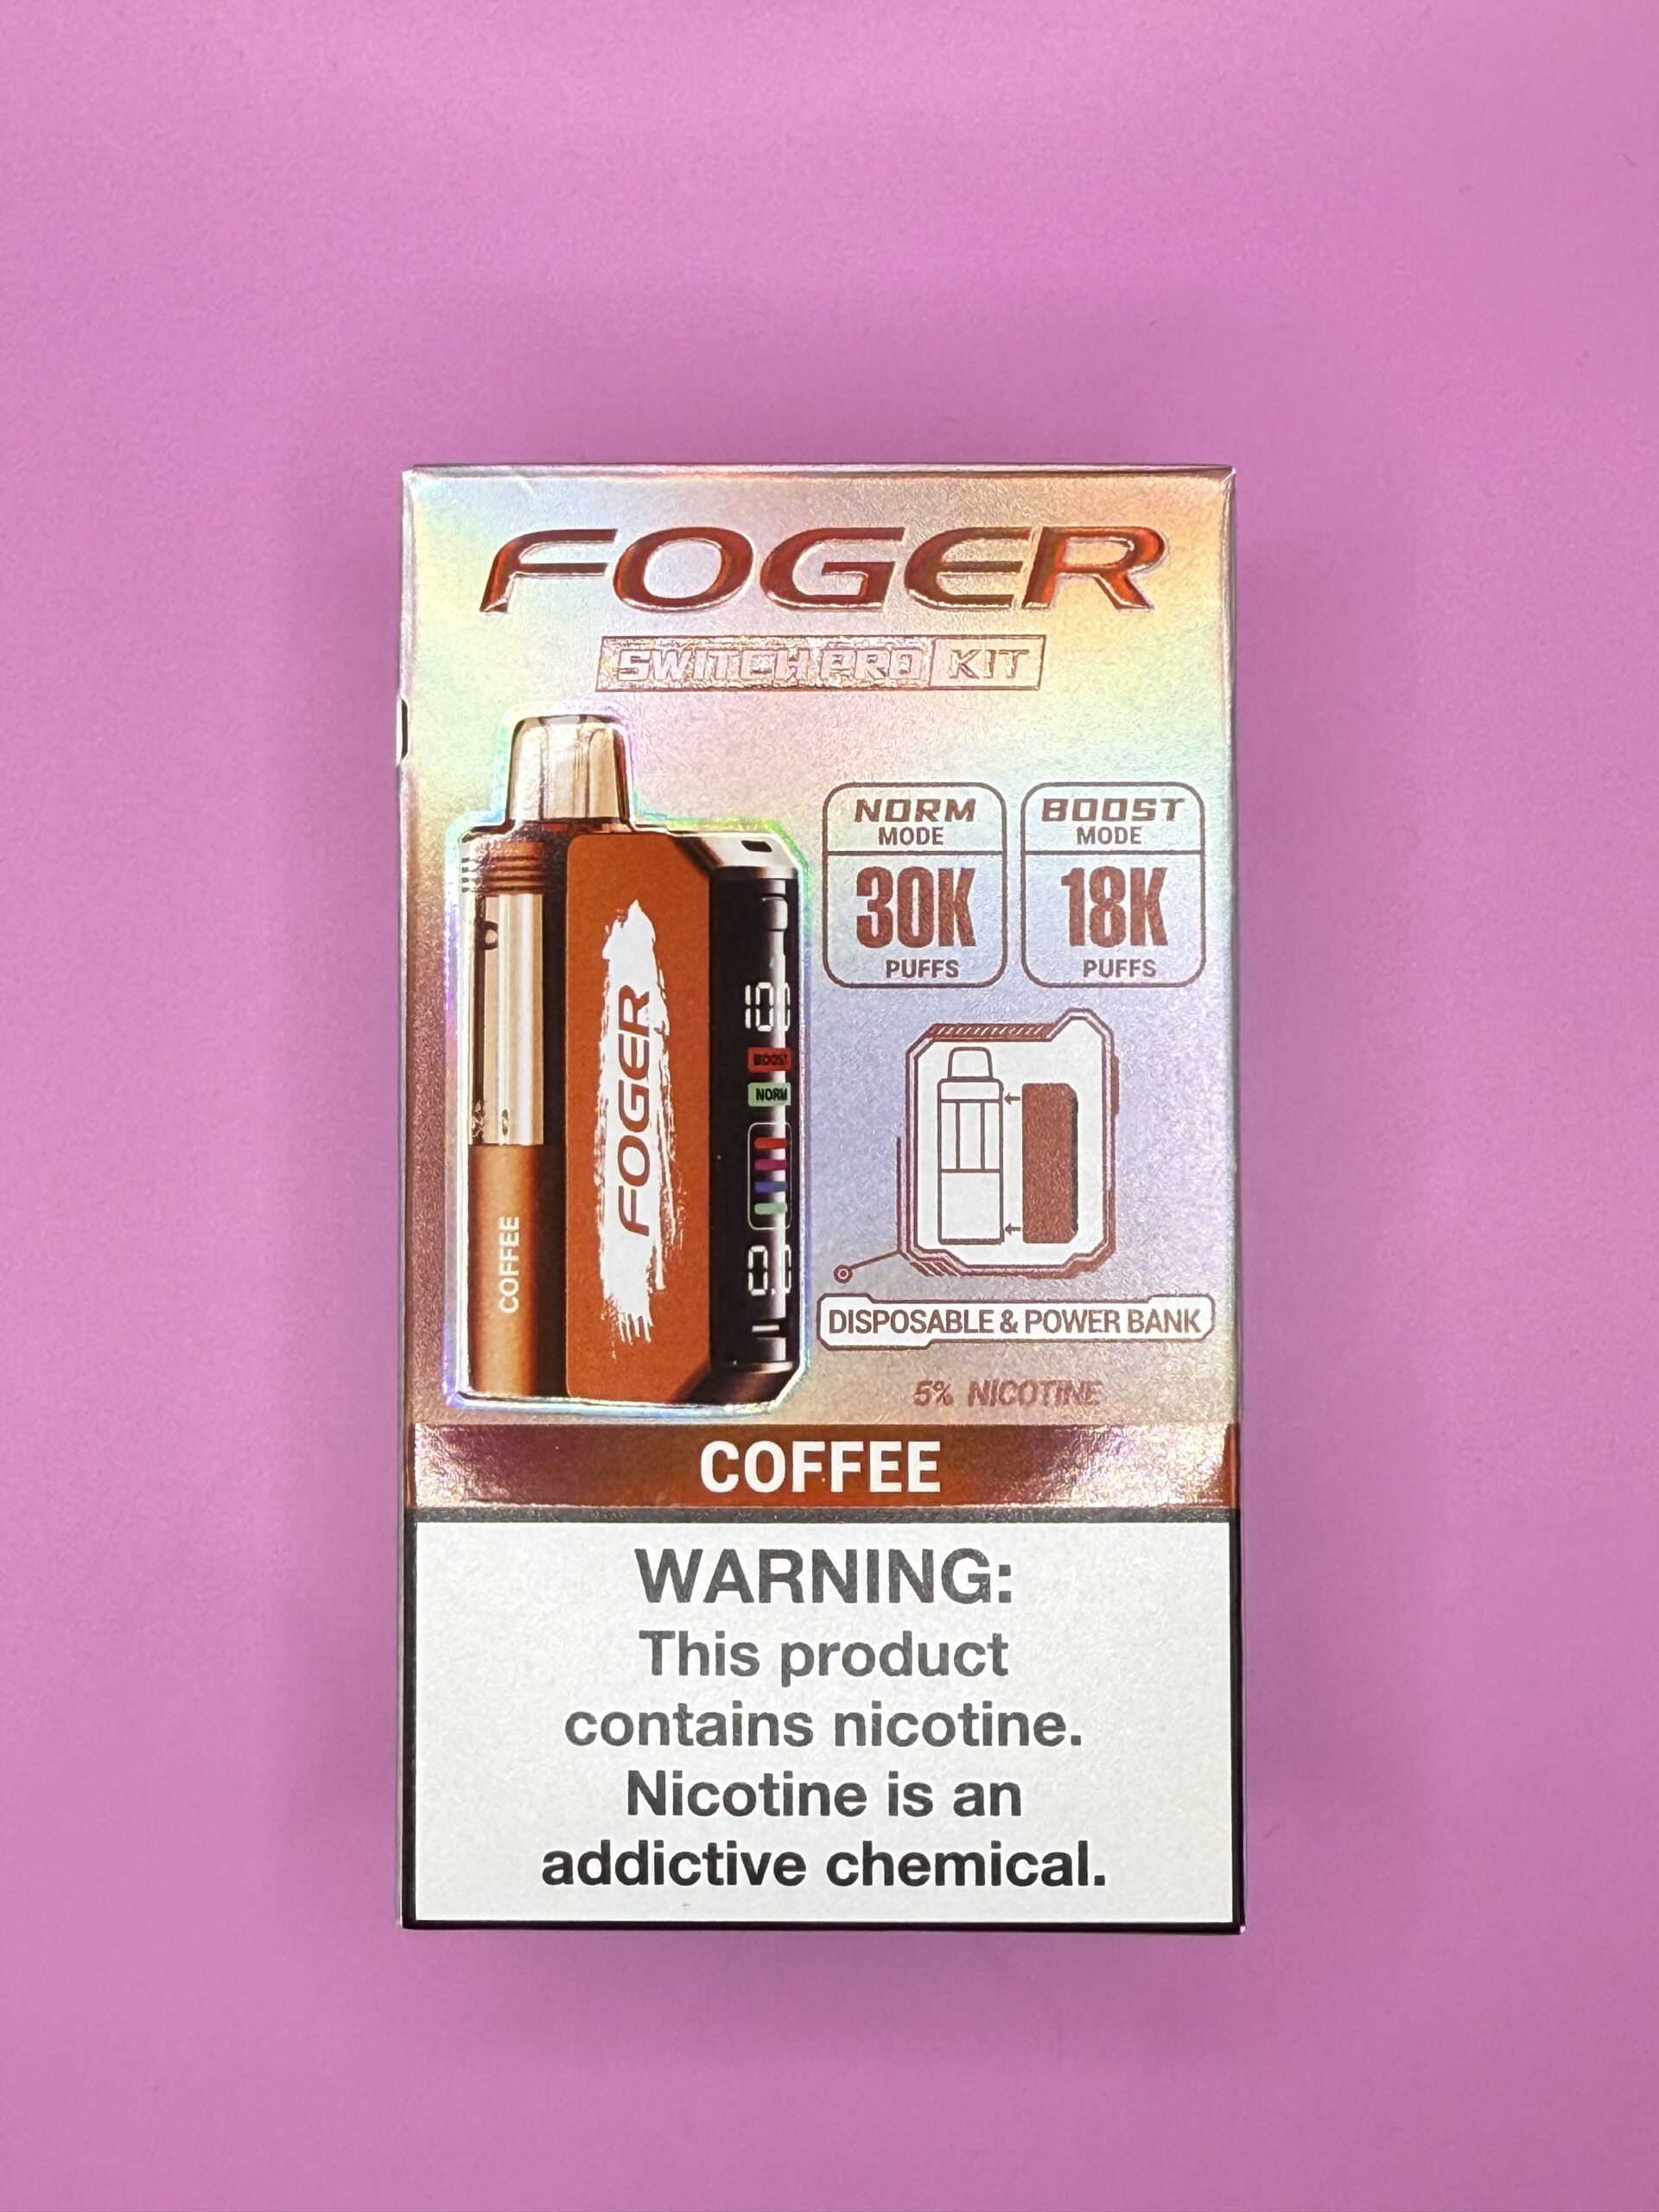 FOGER
SWITCH PRO KIT
NORM
MODE
30K
PUFFS
BOOST
MODE
18K
PUFFS
FOGER
COFFEE
BOOST
NORM
DISPOSABLE & POWER BANK
5% NICOTINE
COFFEE
WARNING:
This product
contains nicotine.
Nicotine is an
addictive chemical.